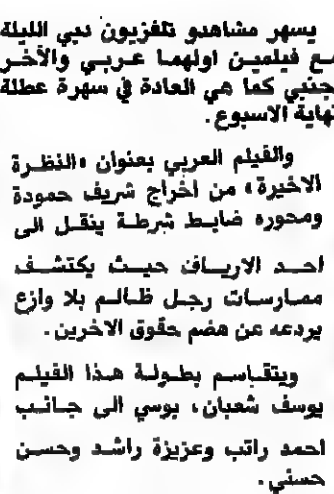 يسهر مشاهدو تلفزيون دبي الليلة
مع فيلمين اولهما عربي والآخر
اجنبي كما هي العادة في سهرة عطلة
نهاية الاسبوع .
والفيلم العربي بعنوان «النظرة
الاخيرة» من اخراج شريف حمودة
ومحوره ضابط شرطة ينقل الى
احد الارياف حيث يكتشف
ممارسات رجل ظالم بلا وازع
يردعه عن هضم حقوق الاخرين .
ويتقاسم بطولة هذا الفيلم
يوسف شعبان ، بوسي الى جانب
احمد راتب وعزيزة راشد وحسن
حسني .